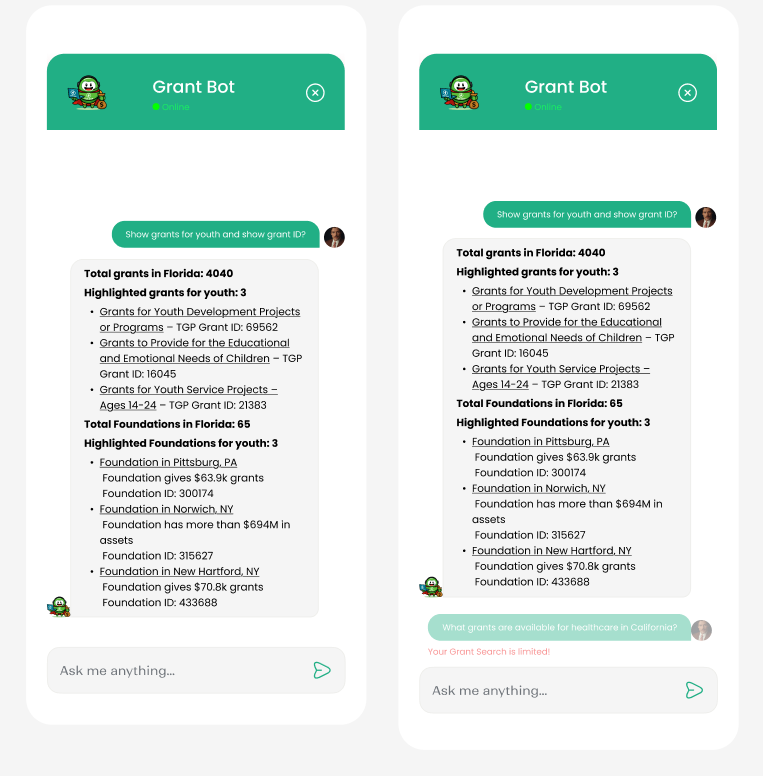 Grant Bot
Online
Show grants for youth and show grant ID?
Total grants in Florida: 4040
Highlighted grants for youth: 3
• Grants for Youth Development Projects
or Programs – TGP Grant ID: 69562
• Grants to Provide for the Educational
and Emotional Needs of Children – TGP
Grant ID: 16045
• Grants for Youth Service Projects –
Ages 14-24 – TGP Grant ID: 21383
Total Foundations in Florida: 65
Highlighted Foundations for youth: 3
• Foundation in Pittsburg, PA
Foundation gives $63.9k grants
Foundation ID: 300174
• Foundation in Norwich, NY
Foundation has more than $694M in
assets
Foundation ID: 315627
• Foundation in New Hartford, NY
Foundation gives $70.8k grants
Foundation ID: 433688
Ask me anything...
Grant Bot
Online
Show grants for youth and show grant ID?
Total grants in Florida: 4040
Highlighted grants for youth: 3
• Grants for Youth Development Projects
or Programs – TGP Grant ID: 69562
• Grants to Provide for the Educational
and Emotional Needs of Children – TGP
Grant ID: 16045
• Grants for Youth Service Projects –
Ages 14-24 – TGP Grant ID: 21383
Total Foundations in Florida: 65
Highlighted Foundations for youth: 3
• Foundation in Pittsburg, PA
Foundation gives $63.9k grants
Foundation ID: 300174
• Foundation in Norwich, NY
Foundation has more than $694M in
assets
Foundation ID: 315627
• Foundation in New Hartford, NY
Foundation gives $70.8k grants
Foundation ID: 433688
What grants are available for healthcare in California?
Your Grant Search is limited!
Ask me anything...